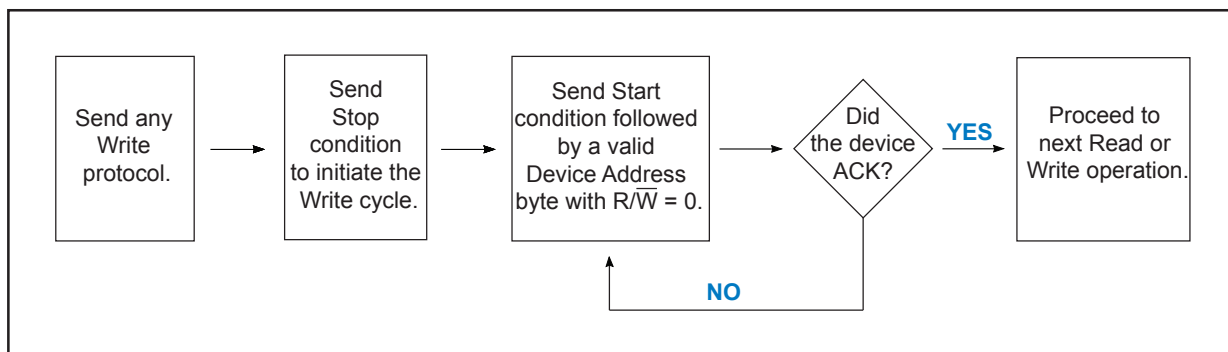 Send any
Write
protocol.
Send
Stop
condition
to initiate the
Write cycle.
Send Start
condition followed
by a valid
Device Address
byte with R/W̅ = 0.
Did
the device
ACK?
YES
NO
Proceed to
next Read or
Write operation.